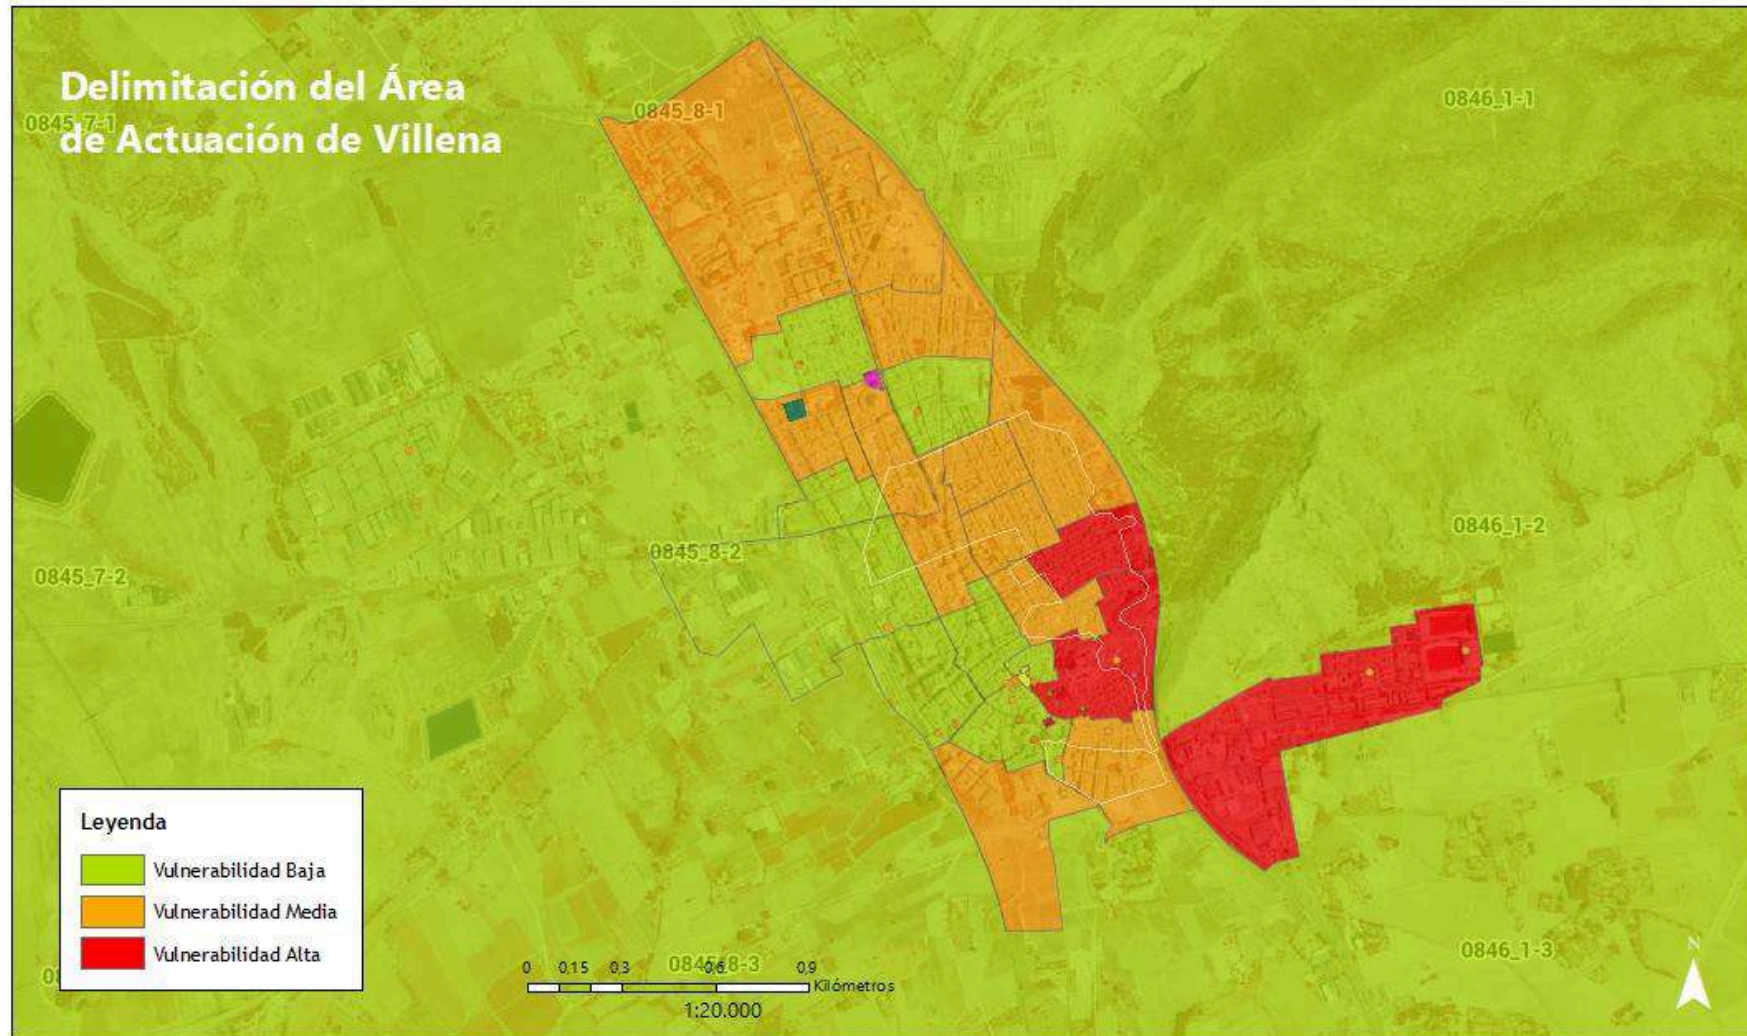 Delimitación del Área
de Actuación de Villena
0845_7-1
0845_8-1
0846_1-1
0846_1-2
0845_8-2
0845_7-2
Leyenda
Vulnerabilidad Baja
Vulnerabilidad Media
Vulnerabilidad Alta
0 0,15 0,3 0,6 0,9
Kilómetros
1:20.000
0845_8-3
0846_1-3
N